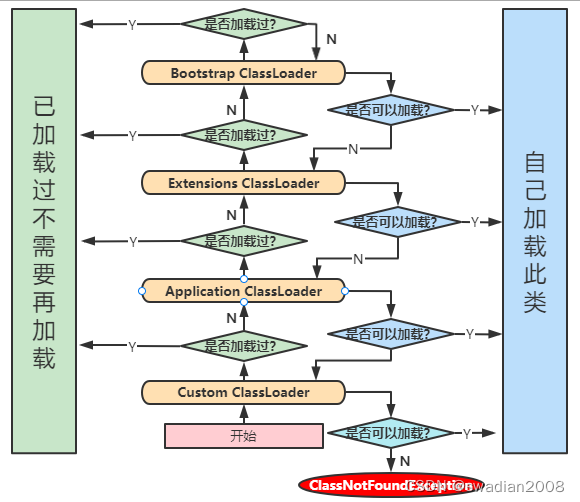 是否加载过？
Y
N
Bootstrap ClassLoader
是否可以加载？
Y
N
是否加载过？
Y
N
Extensions ClassLoader
是否可以加载？
Y
N
是否加载过？
Y
N
Application ClassLoader
是否可以加载？
Y
N
是否加载过？
Y
Custom ClassLoader
开始
是否可以加载？
Y
N
ClassNotFoundException
已加载过不需要再加载
自己加载此类